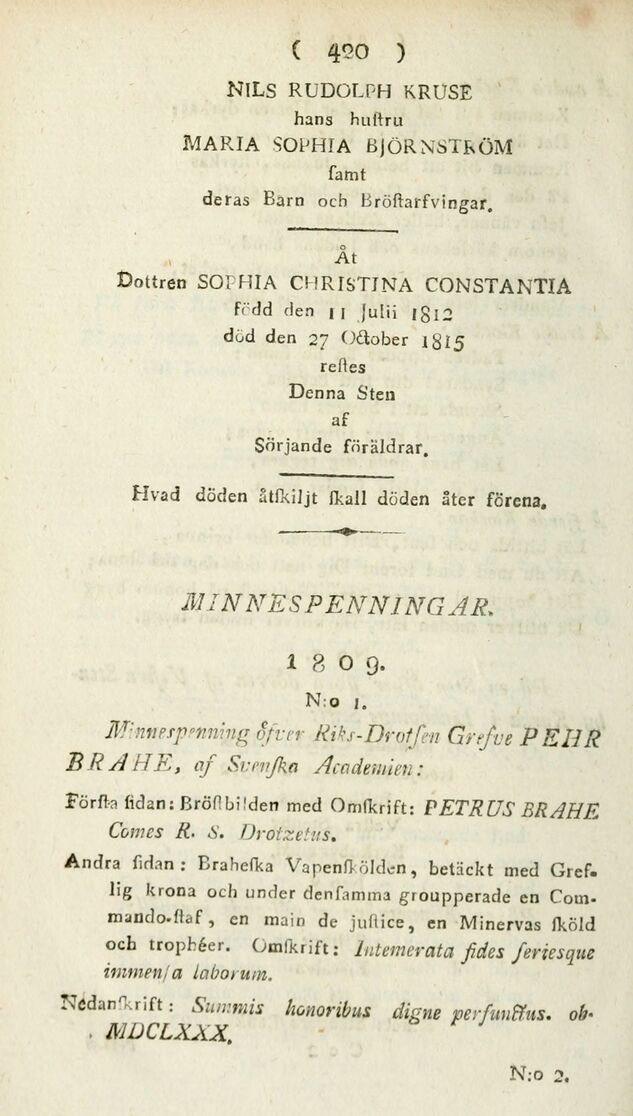 ( 420 )
NILS RUDOLPH KRUSE
hans huſtru
MARIA SOPHIA BJÖRNSTRÖM
ſamt
deras Barn och Bröſtarfvingar.
Åt
Dottren SOPHIA CHRISTINA CONSTANTIA
född den 11 Julii 1812
död den 27 October 1815
reſtes
Denna Sten
af
Sörjande föräldrar.
Hvad döden åtſkiljt ſkall döden åter förena.
MINNESPENNINGAR.
1809.
N:o 1.
Minnespenning öfver Riks-Drotſen Grefve PEHR
BRAHE, af Svenſka Academien:
Förſta ſidan: Bröſtbilden med Omſkrift: PETRUS BRAHE
Comes R. S. Drotzetus.
Andra ſidan: Braheſka Vapenſkölden, betäckt med Gref-
lig krona och under denſamma groupperade en Com-
mando-ſtaf, en main de juſtice, en Minervas ſköld
och trophéer. Omſkrift: Intemerata fides ſeriesque
immenſa laborum.
Nedanſkrift: Summis honoribus digne perfunctus. ob.
MDCLXXX.
N:o 2.